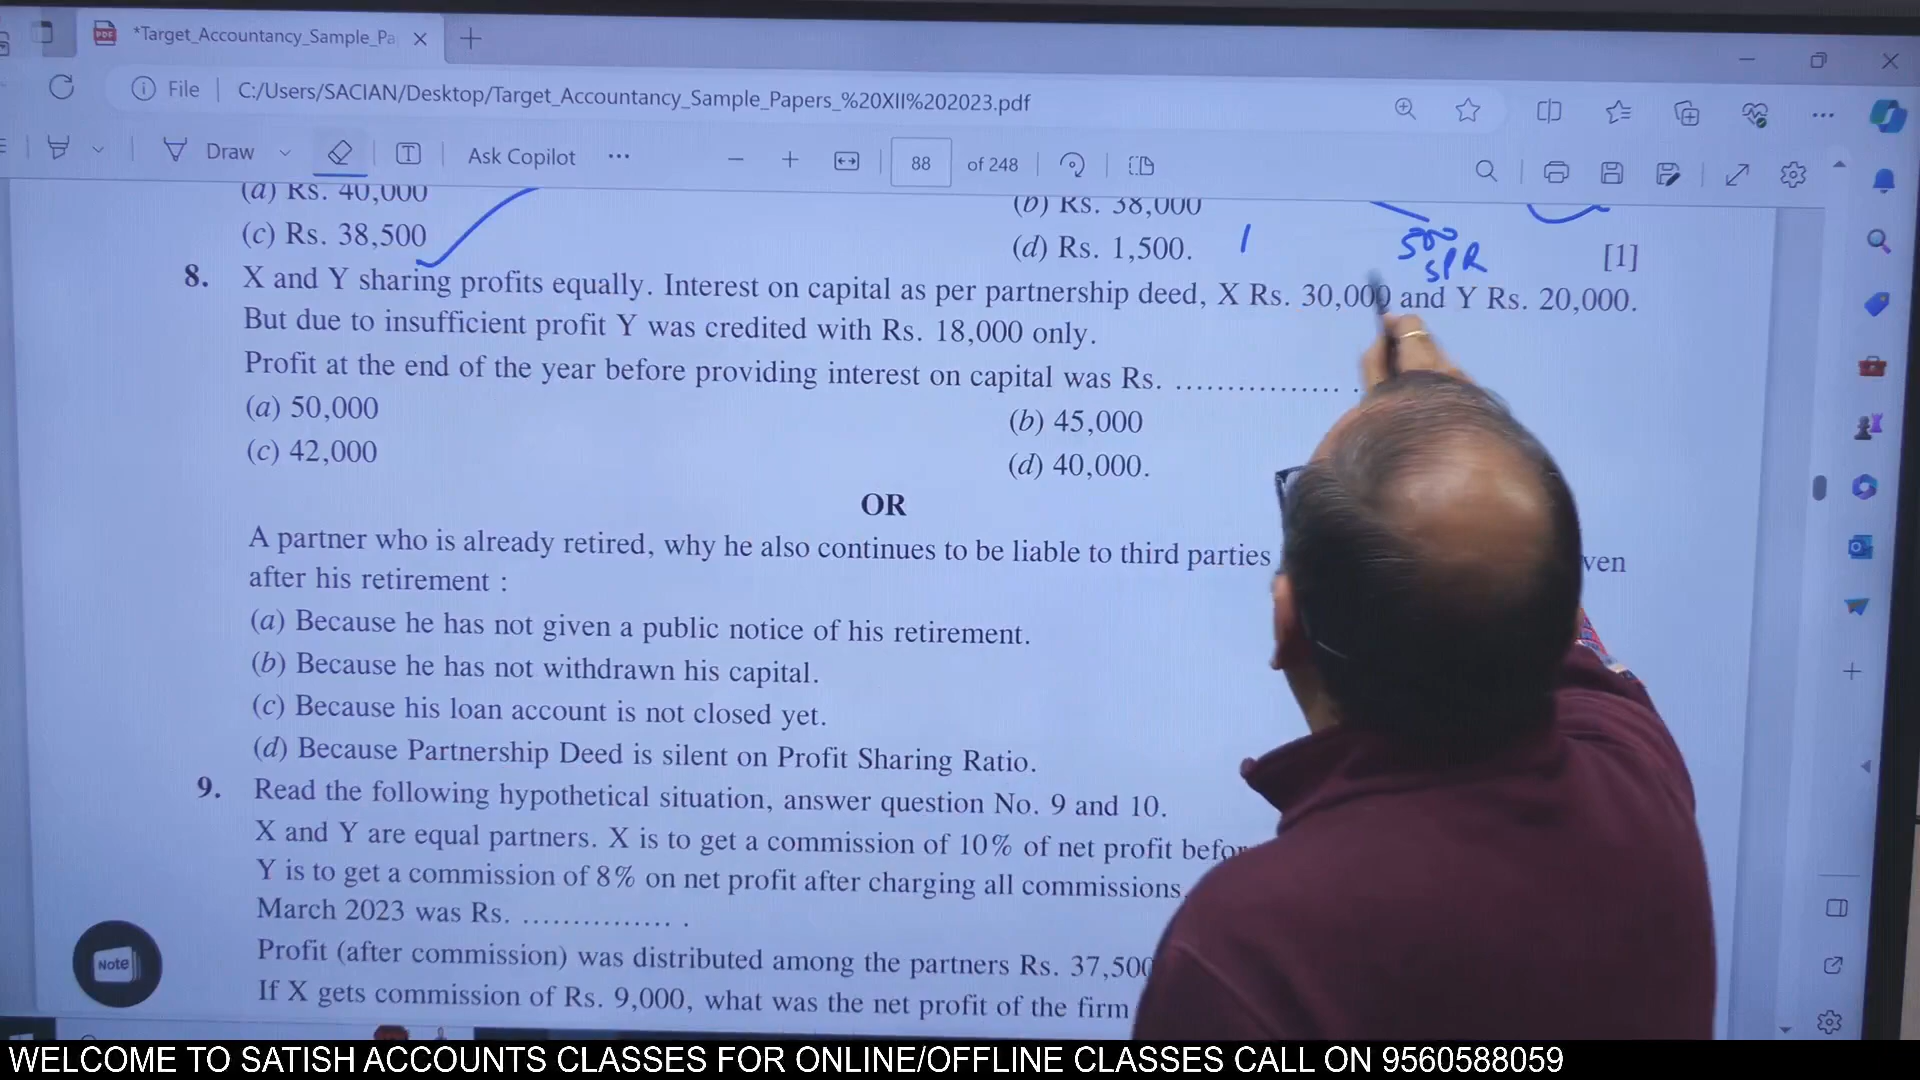 *Target_Accountancy_Sample_Pa
File
C:/Users/SACIAN/Desktop/Target_Accountancy_Sample_Papers_%20XII%202023.pdf
Draw
Ask Copilot
88 of 248
(a) Rs. 40,000
(b) Rs. 38,000
(c) Rs. 38,500
(d) Rs. 1,500.
500
SPR
[1]
8. X and Y sharing profits equally. Interest on capital as per partnership deed, X Rs. 30,000 and Y Rs. 20,000.
But due to insufficient profit Y was credited with Rs. 18,000 only.
Profit at the end of the year before providing interest on capital was Rs. ................ .
(a) 50,000
(b) 45,000
(c) 42,000
(d) 40,000.
OR
A partner who is already retired, why he also continues to be liable to third parties ven
after his retirement :
(a) Because he has not given a public notice of his retirement.
(b) Because he has not withdrawn his capital.
(c) Because his loan account is not closed yet.
(d) Because Partnership Deed is silent on Profit Sharing Ratio.
9. Read the following hypothetical situation, answer question No. 9 and 10.
X and Y are equal partners. X is to get a commission of 10% of net profit befor
Y is to get a commission of 8% on net profit after charging all commissions.
March 2023 was Rs. ............... .
Profit (after commission) was distributed among the partners Rs. 37,500
If X gets commission of Rs. 9,000, what was the net profit of the firm
Note
WELCOME TO SATISH ACCOUNTS CLASSES FOR ONLINE/OFFLINE CLASSES CALL ON 9560588059